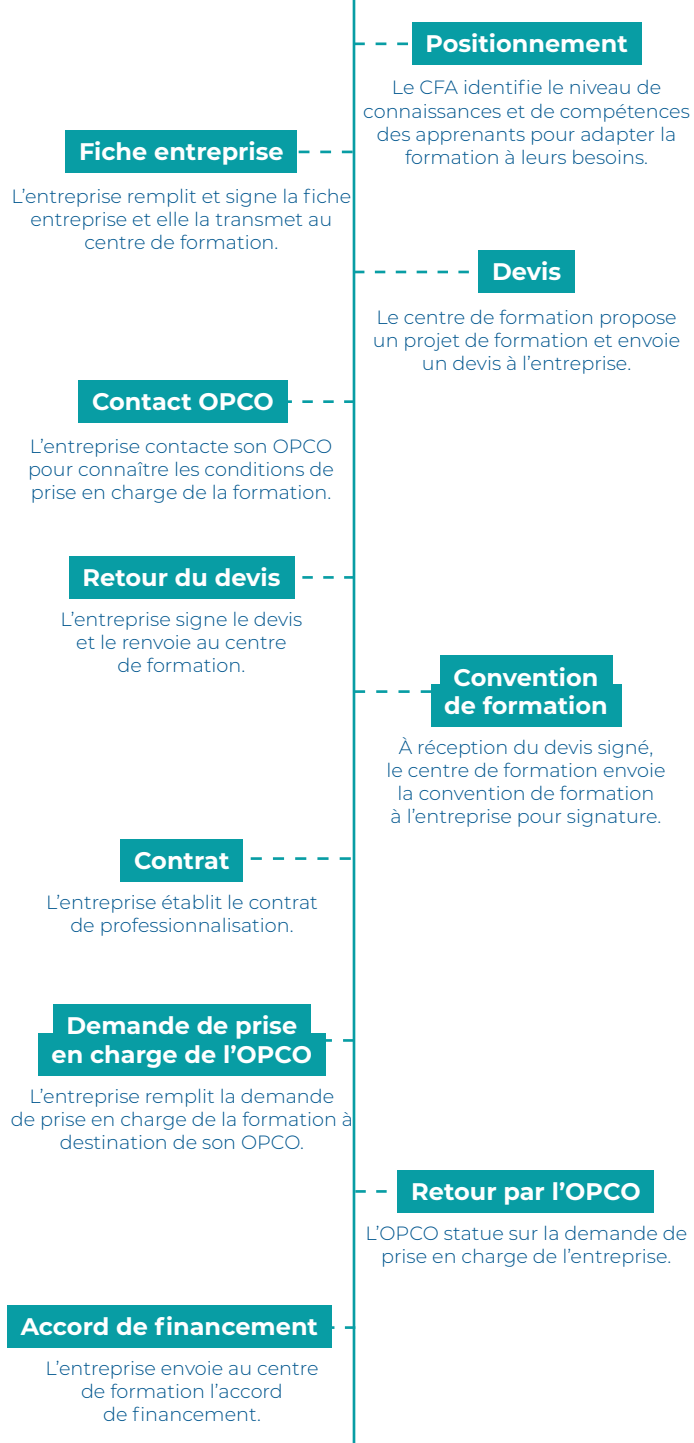 Positionnement
Le CFA identifie le niveau de
connaissances et de compétences
des apprenants pour adapter la
formation à leurs besoins.
Fiche entreprise
L’entreprise remplit et signe la fiche
entreprise et elle la transmet au
centre de formation.
Devis
Le centre de formation propose
un projet de formation et envoie
un devis à l’entreprise.
Contact OPCO
L’entreprise contacte son OPCO
pour connaître les conditions de
prise en charge de la formation.
Retour du devis
L’entreprise signe le devis
et le renvoie au centre
de formation.
Convention
de formation
À réception du devis signé,
le centre de formation envoie
la convention de formation
à l’entreprise pour signature.
Contrat
L’entreprise établit le contrat
de professionnalisation.
Demande de prise
en charge de l’OPCO
L’entreprise remplit la demande
de prise en charge de la formation à
destination de son OPCO.
Retour par l’OPCO
L’OPCO statue sur la demande de
prise en charge de l’entreprise.
Accord de financement
L’entreprise envoie au centre
de formation l’accord
de financement.